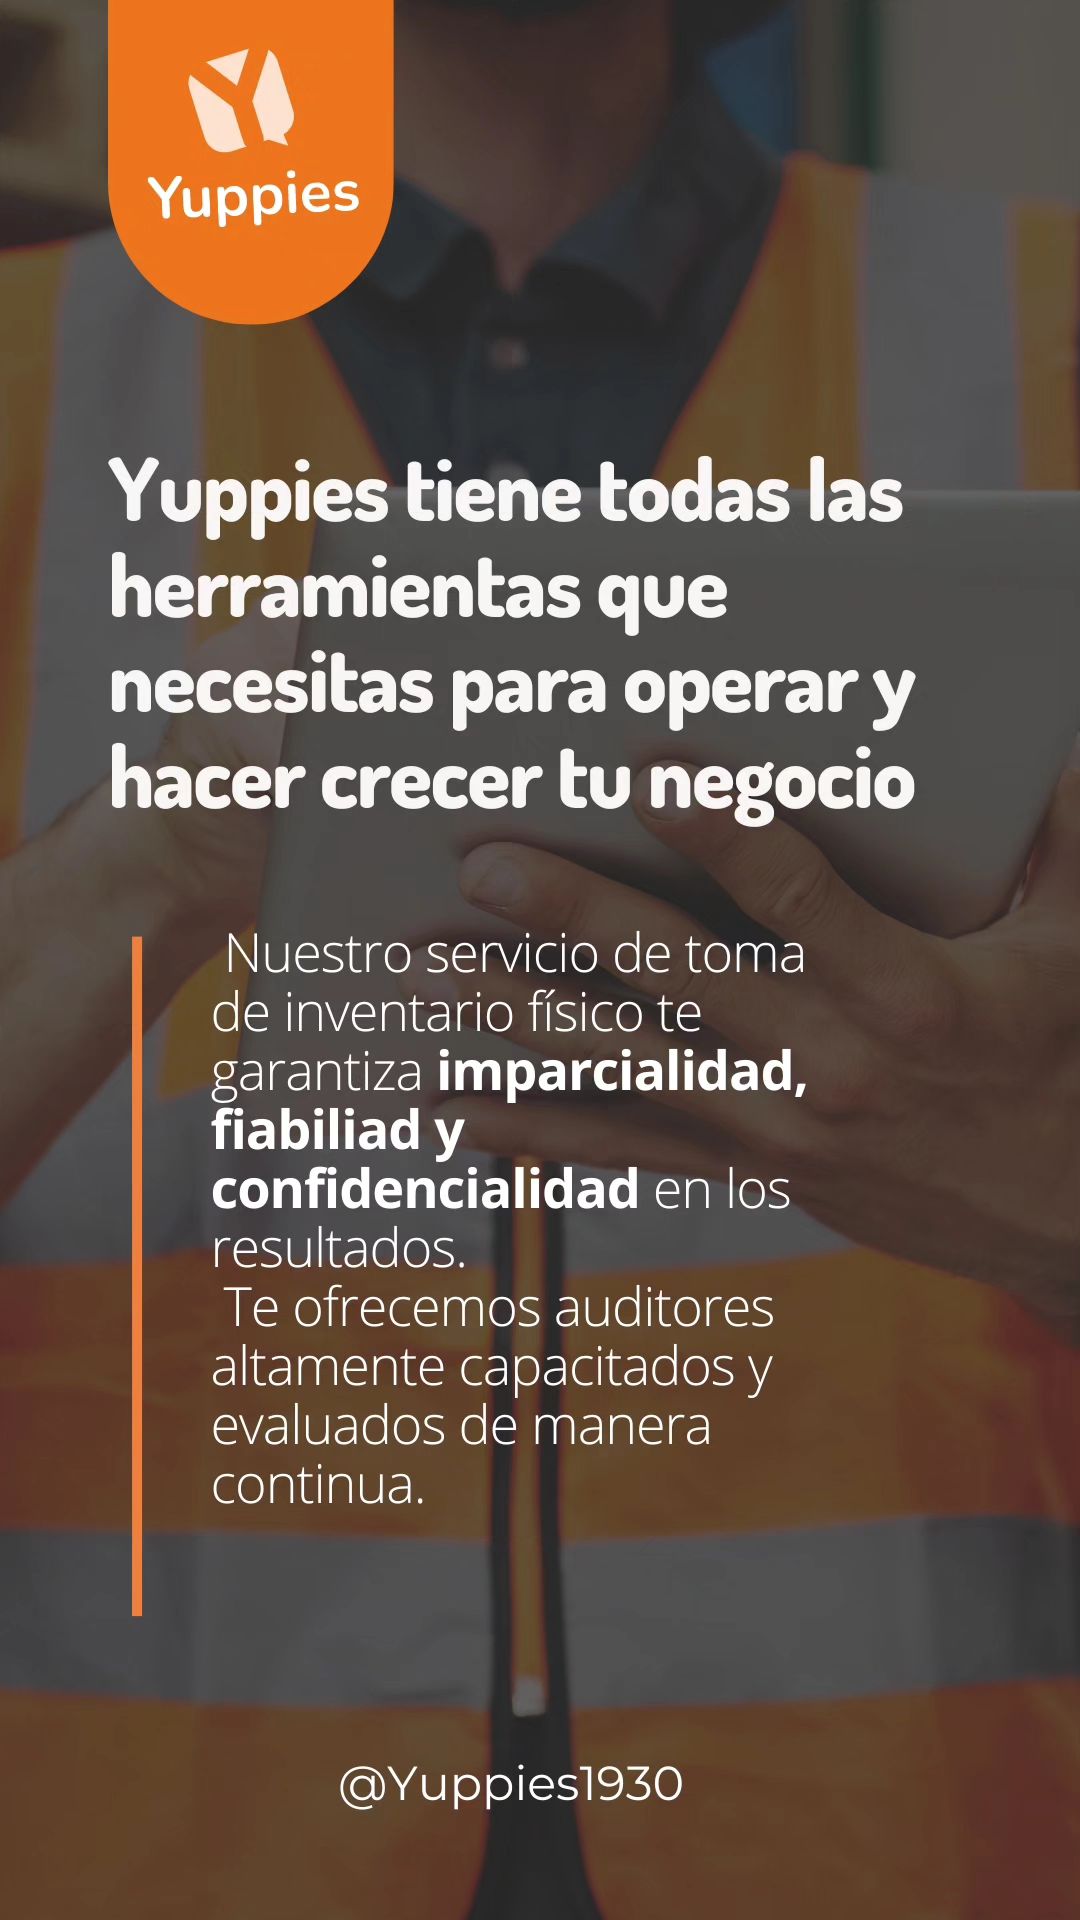 Yuppies
Yuppies tiene todas las
herramientas que
necesitas para operar y
hacer crecer tu negocio
Nuestro servicio de toma
de inventario físico te
garantiza imparcialidad,
fiabiliad y
confidencialidad en los
resultados.
Te ofrecemos auditores
altamente capacitados y
evaluados de manera
continua.
@Yuppies1930